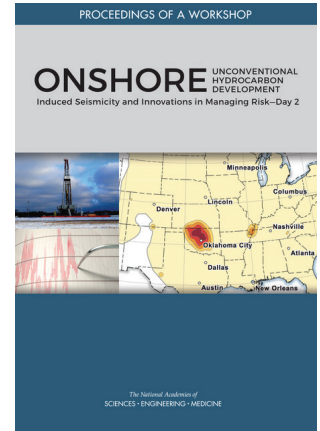 PROCEEDINGS OF A WORKSHOP
ONSHORE UNCONVENTIONAL
HYDROCARBON
DEVELOPMENT
Induced Seismicity and Innovations in Managing Risk—Day 2
Minneapolis
Columbus
Lincoln
Denver
Nashville
Oklahoma City
Atlanta
Dallas
Austin
New Orleans
The National Academies of
SCIENCES • ENGINEERING • MEDICINE